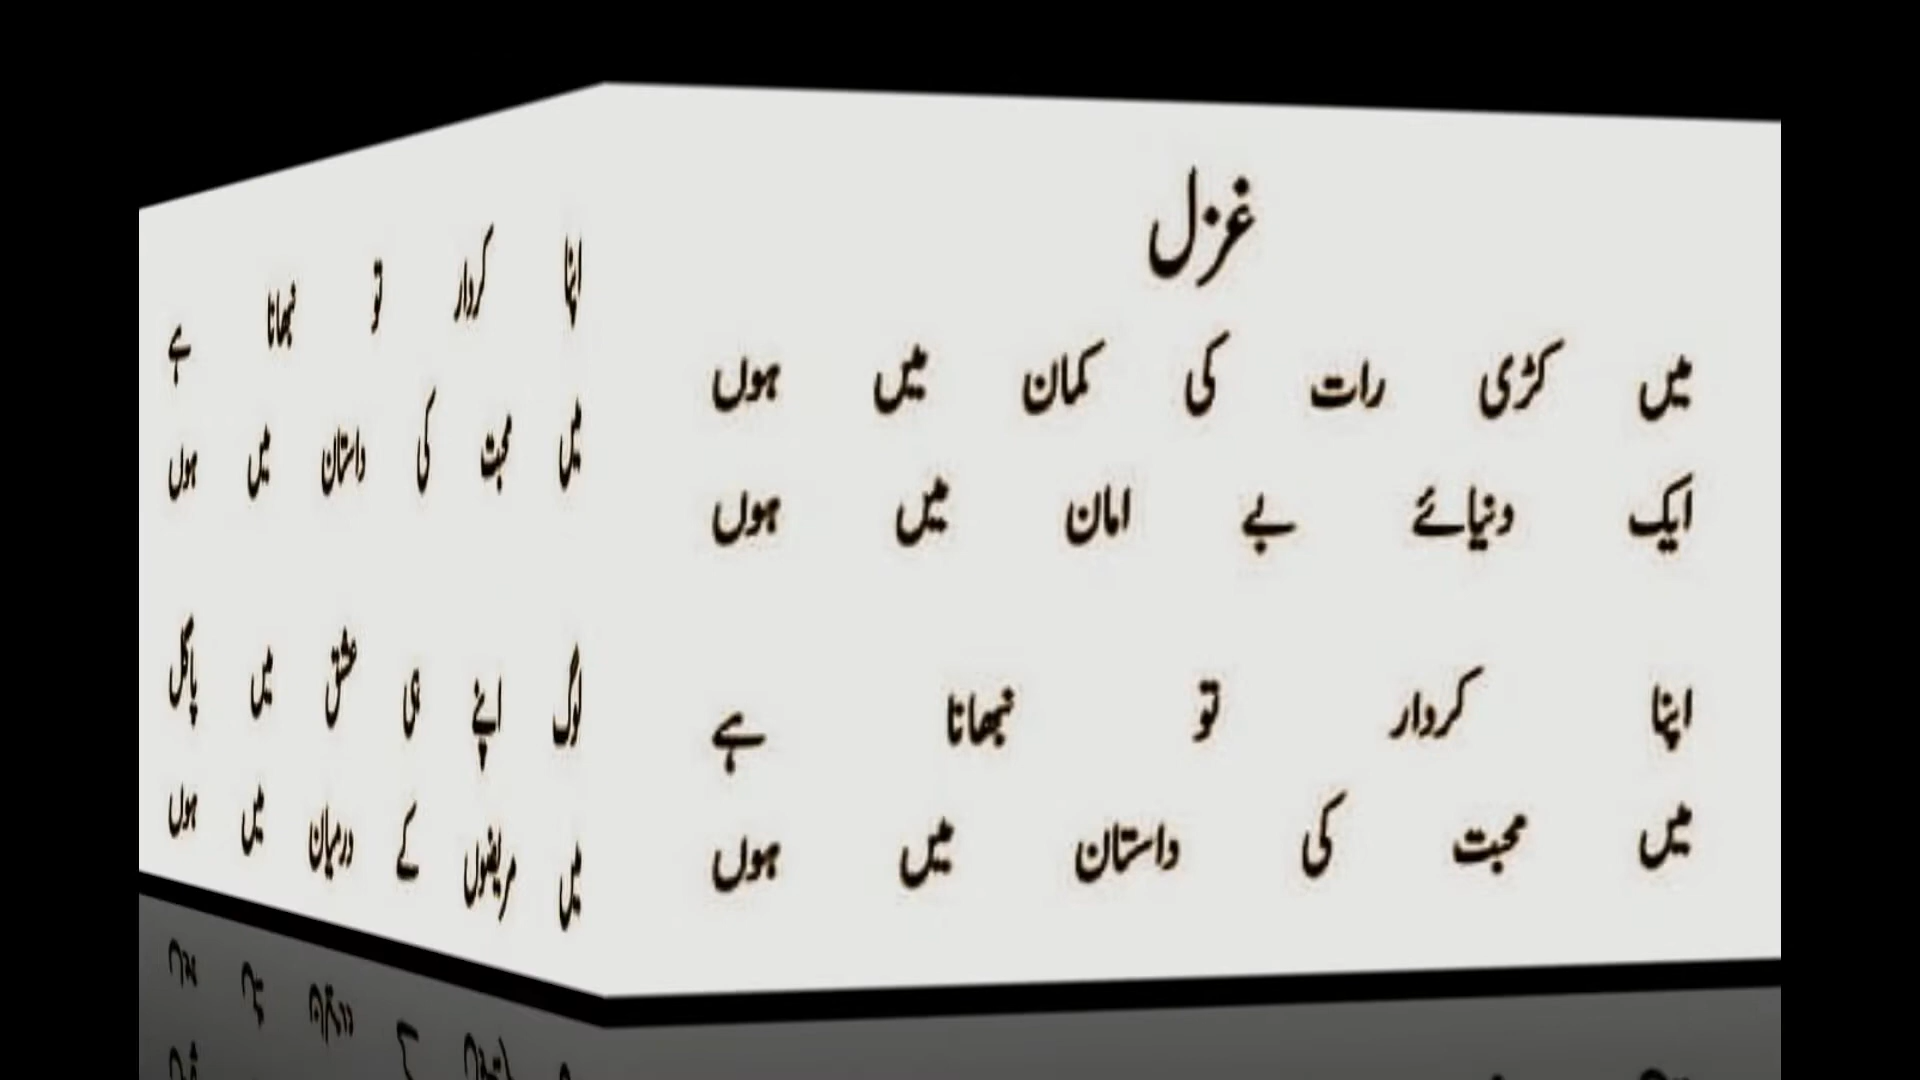 غزل
میں کڑی رات کی کمان میں ہوں
ایک دنیائے بے امان میں ہوں
اپنا کردار تو نبھانا ہے
میں محبت کی داستان میں ہوں
اپنا کردار تو نبھانا ہے
میں محبت کی داستان میں ہوں
لوگ اپنے ہی عشق میں پاگل
میں مریضوں کے درمیان میں ہوں